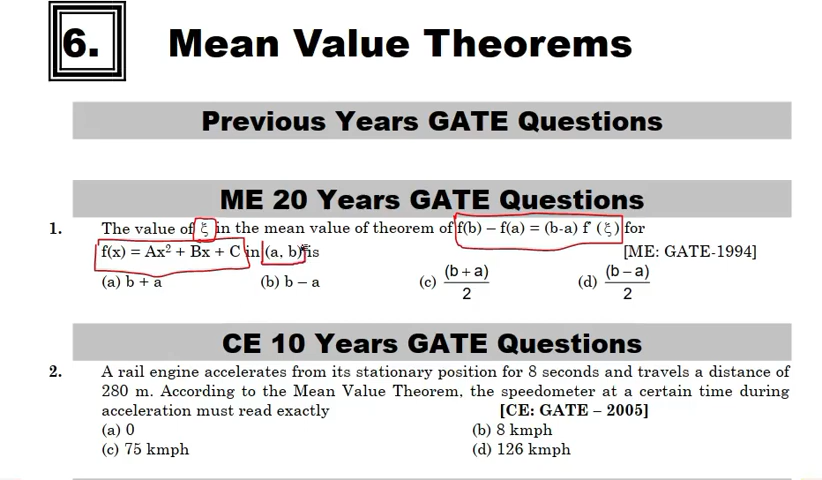 6. Mean Value Theorems
Previous Years GATE Questions
ME 20 Years GATE Questions
1. The value of ξ in the mean value of theorem of f(b) – f(a) = (b-a) f' (ξ) for
f(x) = Ax² + Bx + C in (a, b) is [ME: GATE-1994]
(a) b + a (b) b – a (c) (b + a)/2 (d) (b – a)/2
CE 10 Years GATE Questions
2. A rail engine accelerates from its stationary position for 8 seconds and travels a distance of
280 m. According to the Mean Value Theorem, the speedometer at a certain time during
acceleration must read exactly [CE: GATE – 2005]
(a) 0 (b) 8 kmph
(c) 75 kmph (d) 126 kmph